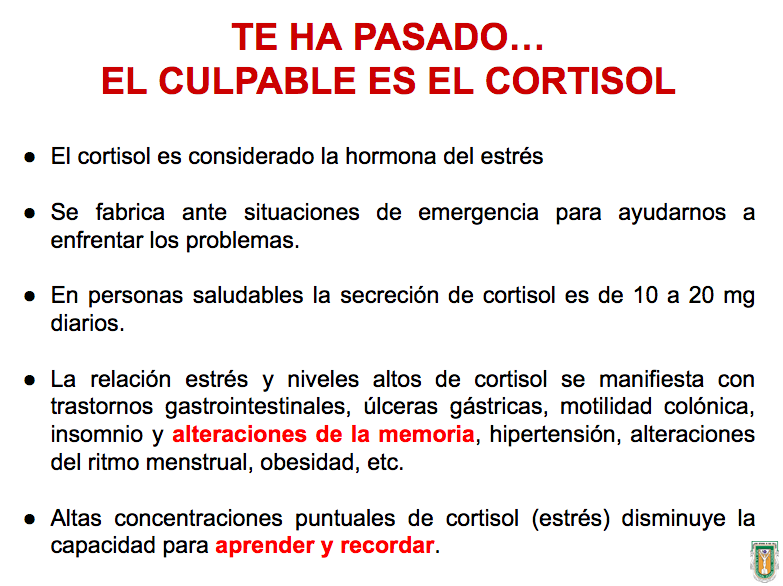 TE HA PASADO…
EL CULPABLE ES EL CORTISOL
● El cortisol es considerado la hormona del estrés
● Se fabrica ante situaciones de emergencia para ayudarnos a
enfrentar los problemas.
● En personas saludables la secreción de cortisol es de 10 a 20 mg
diarios.
● La relación estrés y niveles altos de cortisol se manifiesta con
trastornos gastrointestinales, úlceras gástricas, motilidad colónica,
insomnio y alteraciones de la memoria, hipertensión, alteraciones
del ritmo menstrual, obesidad, etc.
● Altas concentraciones puntuales de cortisol (estrés) disminuye la
capacidad para aprender y recordar.